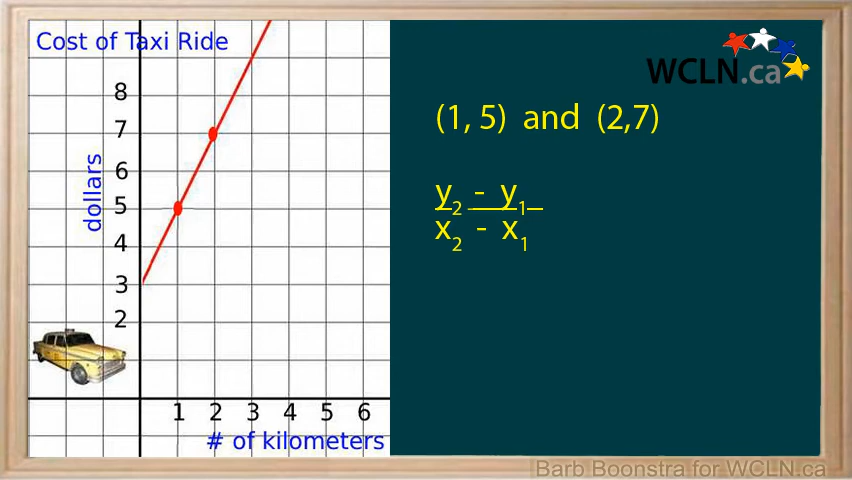 Cost of Taxi Ride
8
7
6
5
4
3
2
dollars
1 2 3 4 5 6
# of kilometers
WCLN.ca
(1, 5) and (2,7)
y2 - y1
x2 - x1
Barb Boonstra for WCLN.ca